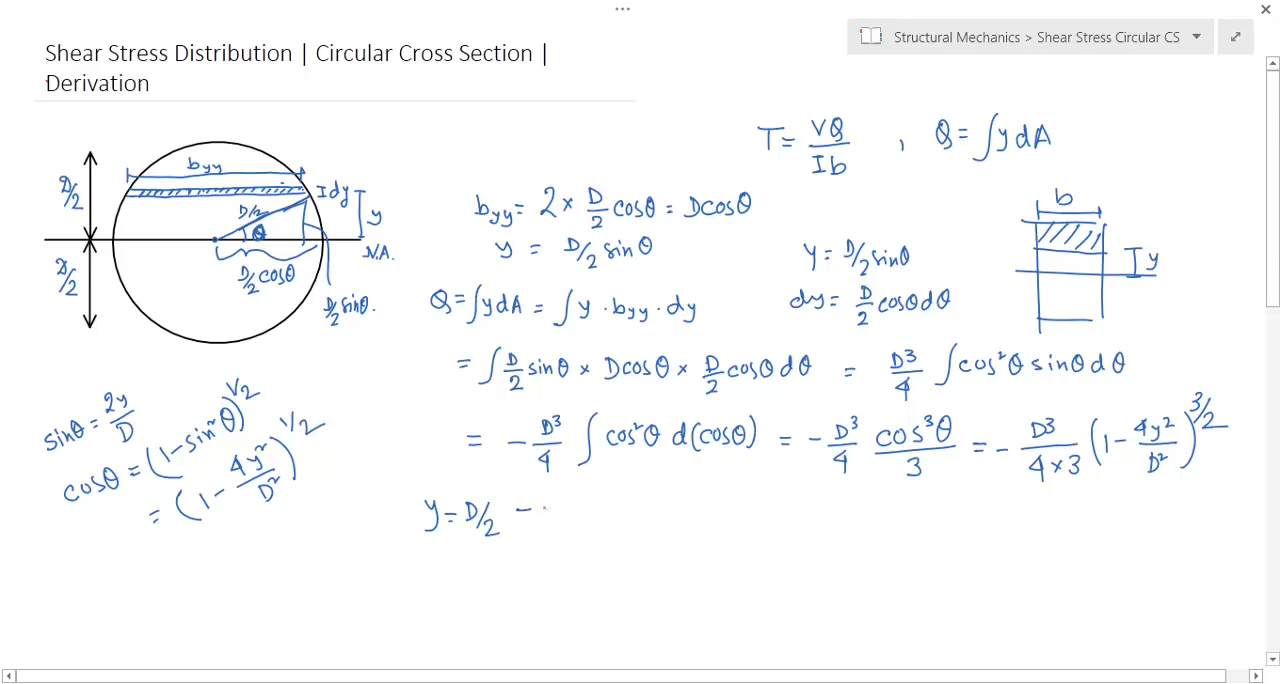 Shear Stress Distribution | Circular Cross Section |
Derivation
Structural Mechanics > Shear Stress Circular CS
T = VQ/Ib , Q = ∫y dA
byy
D/2
D/2
D/2
θ
I dy
y
N.A.
D/2 cosθ
D/2 sinθ.
byy = 2 × D/2 cosθ = D cosθ
y = D/2 sinθ
y = D/2 sinθ
dy = D/2 cosθ dθ
b
y
Q = ∫y dA = ∫ y · byy · dy
= ∫ D/2 sinθ × D cosθ × D/2 cosθ dθ = D³/4 ∫ cos²θ sinθ dθ
= - D³/4 ∫ cos²θ d(cosθ) = - D³/4 cos³θ/3 = - D³/(4×3) (1 - 4y²/D²)^3/2
sinθ = 2y/D
cosθ = (1 - sin²θ)^1/2
= (1 - 4y²/D²)^1/2
y = D/2 -